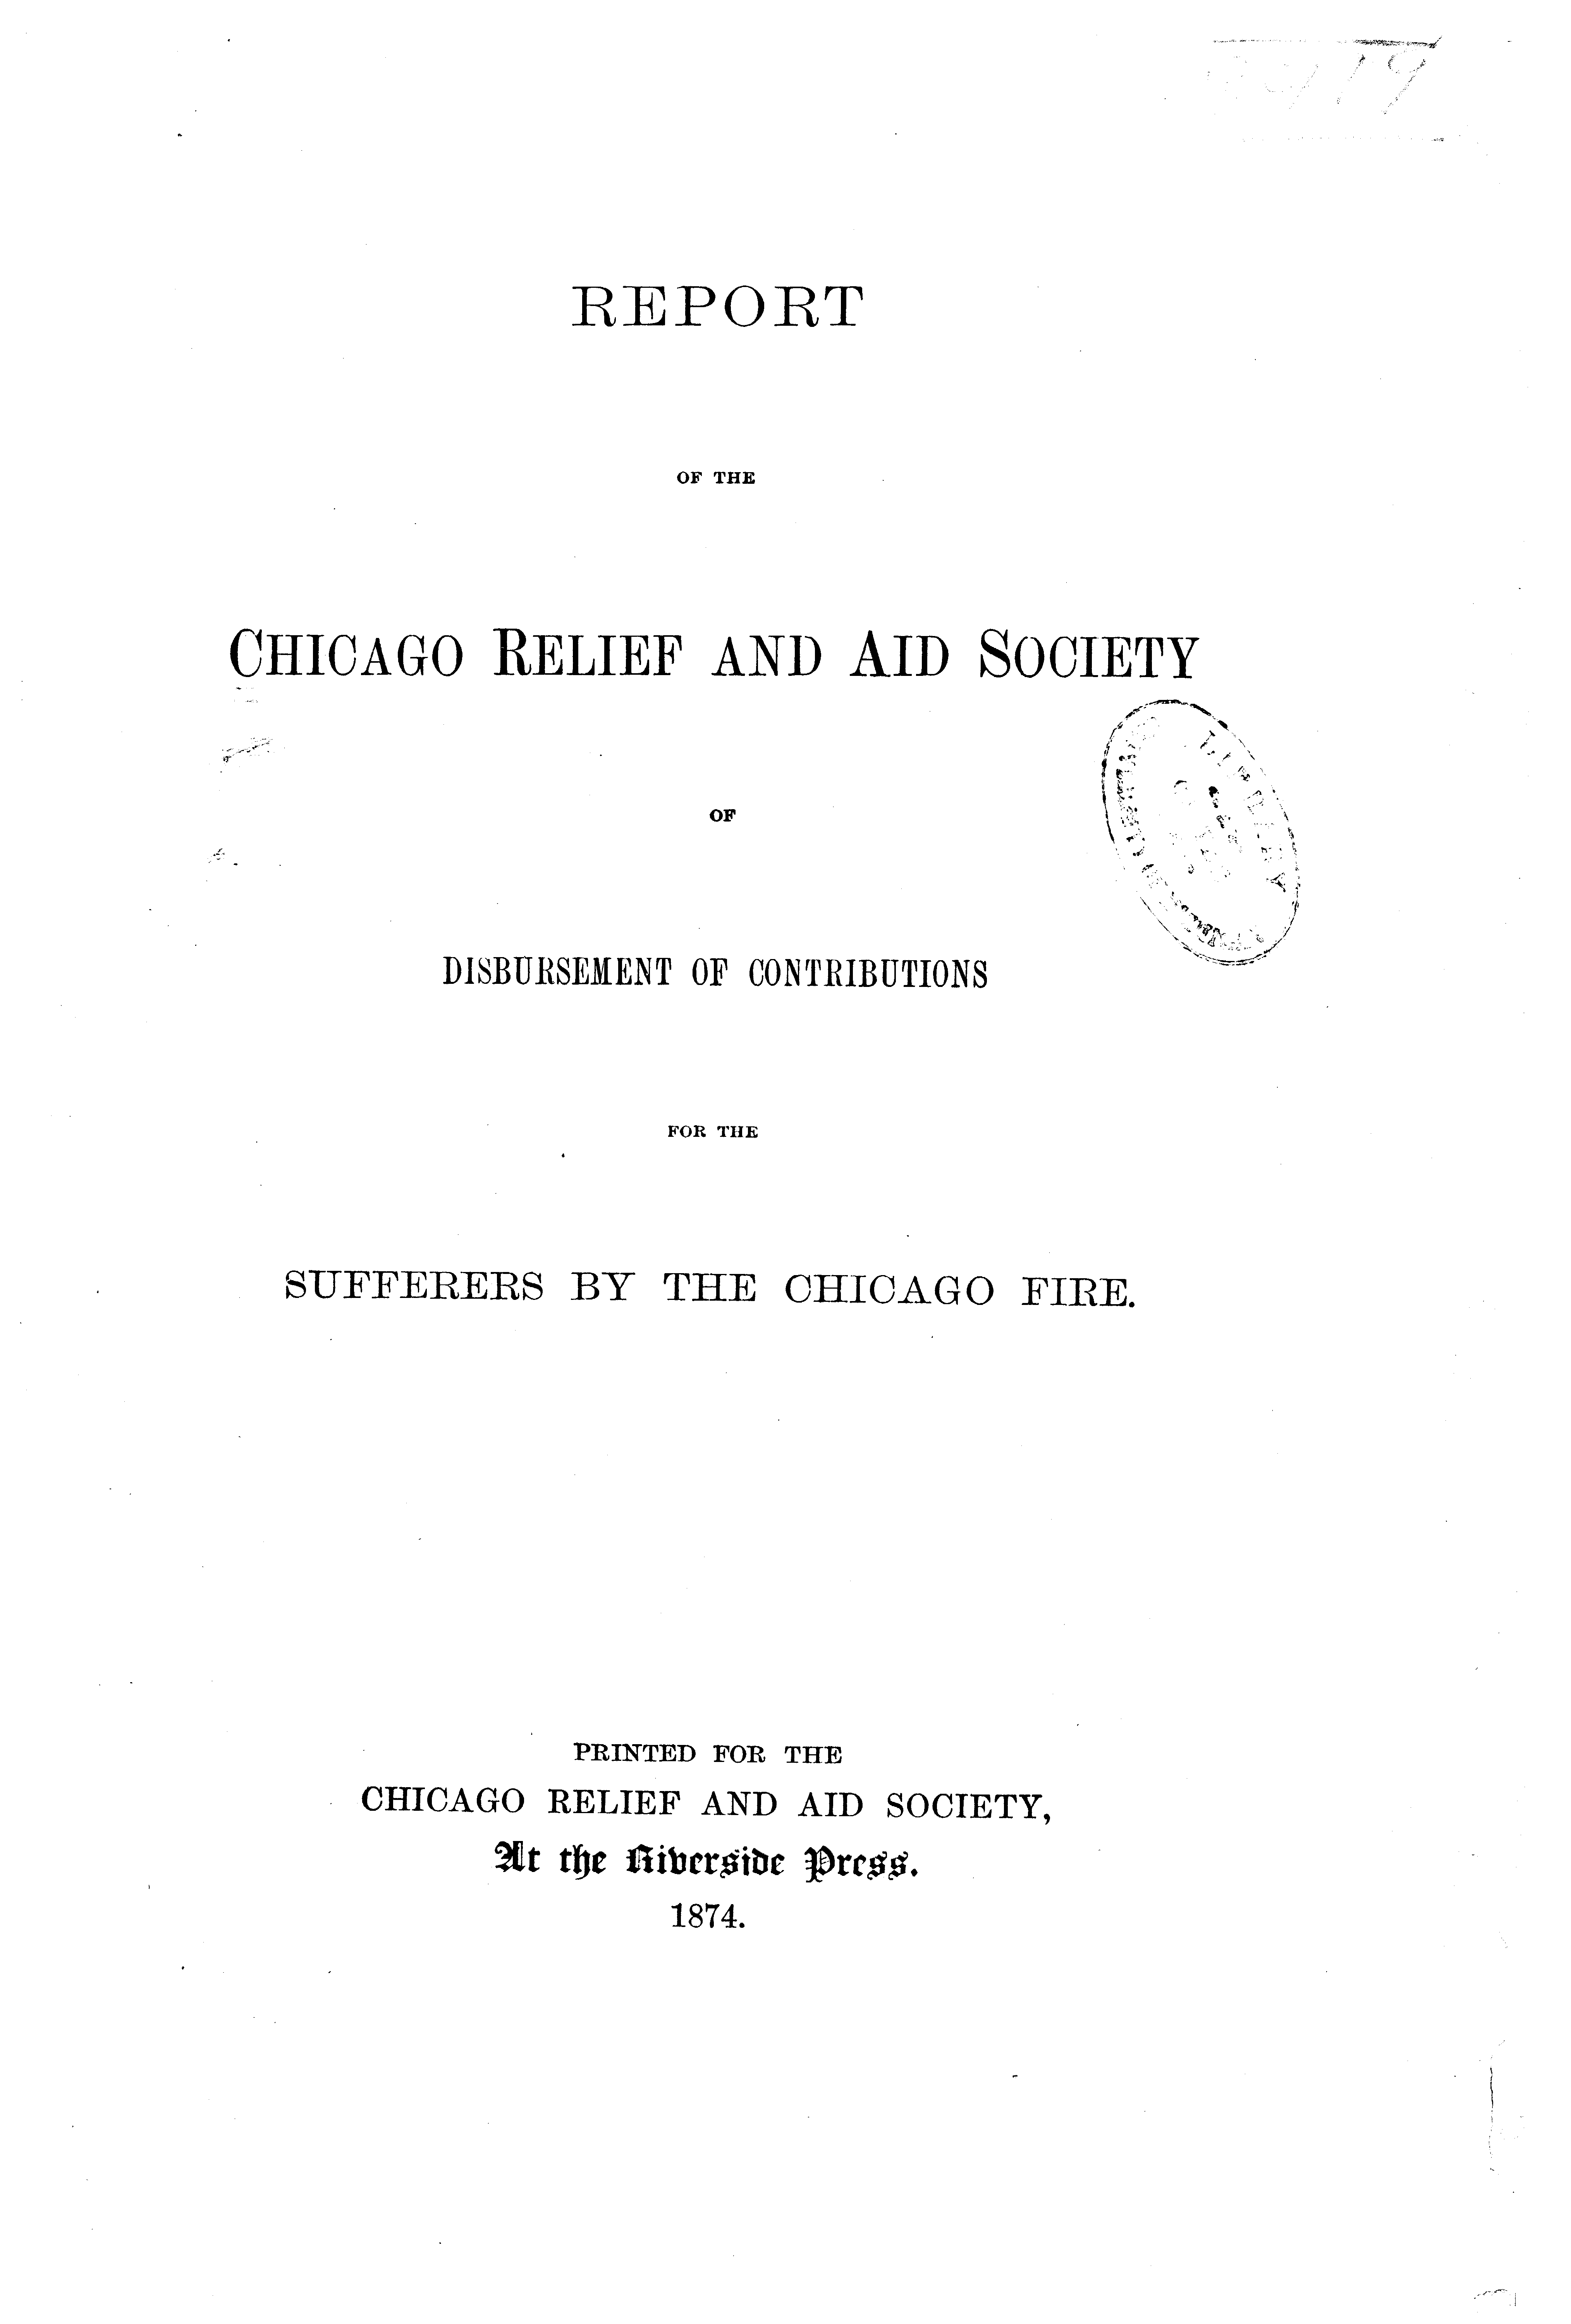 REPORT
OF THE
CHICAGO RELIEF AND AID SOCIETY
OF
LIBRARY
DISBURSEMENT OF CONTRIBUTIONS
FOR THE
SUFFERERS BY THE CHICAGO FIRE.
PRINTED FOR THE
CHICAGO RELIEF AND AID SOCIETY,
At the Riverside Press.
1874.